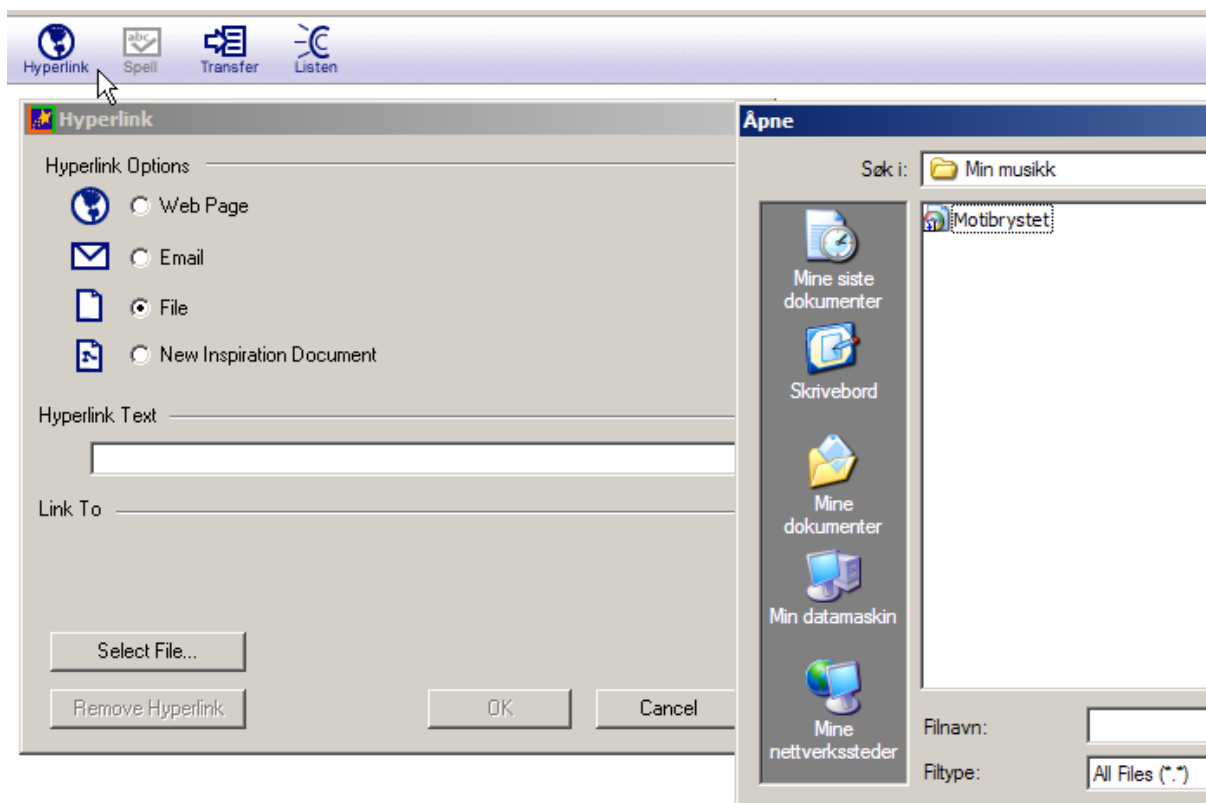 Hyperlink Spell Transfer Listen
Hyperlink
Hyperlink Options
Web Page
Email
File
New Inspiration Document
Hyperlink Text
Link To
Select File...
Remove Hyperlink OK Cancel
Åpne
Søk i: Min musikk
Motibrystet
Mine siste
dokumenter
Skrivebord
Mine
dokumenter
Min datamaskin
Mine
nettverkssteder
Filnavn:
Filtype: All Files (*.*)